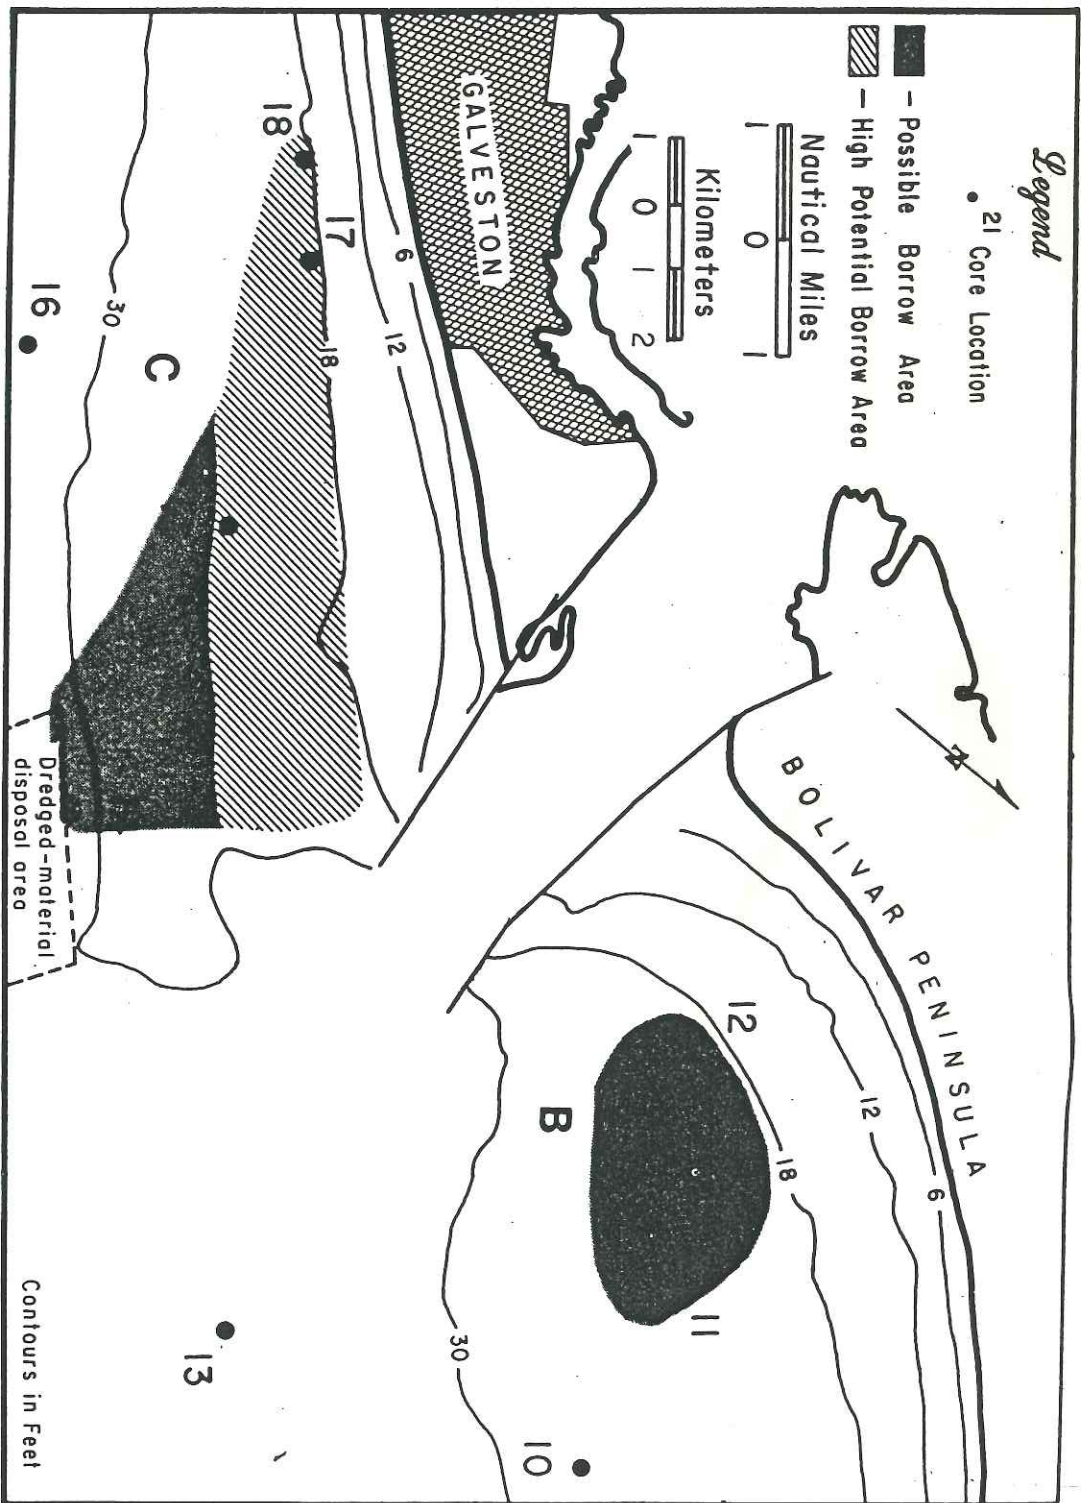 Legend
21 Core Location
– Possible Borrow Area
– High Potential Borrow Area
Nautical Miles
1 0 1
Kilometers
1 0 1 2
GALVESTON
BOLIVAR PENINSULA
N
6
12
18
30
18
17
16
C
6
12
18
30
12
11
B
10
13
Dredged-material
disposal area
Contours in Feet